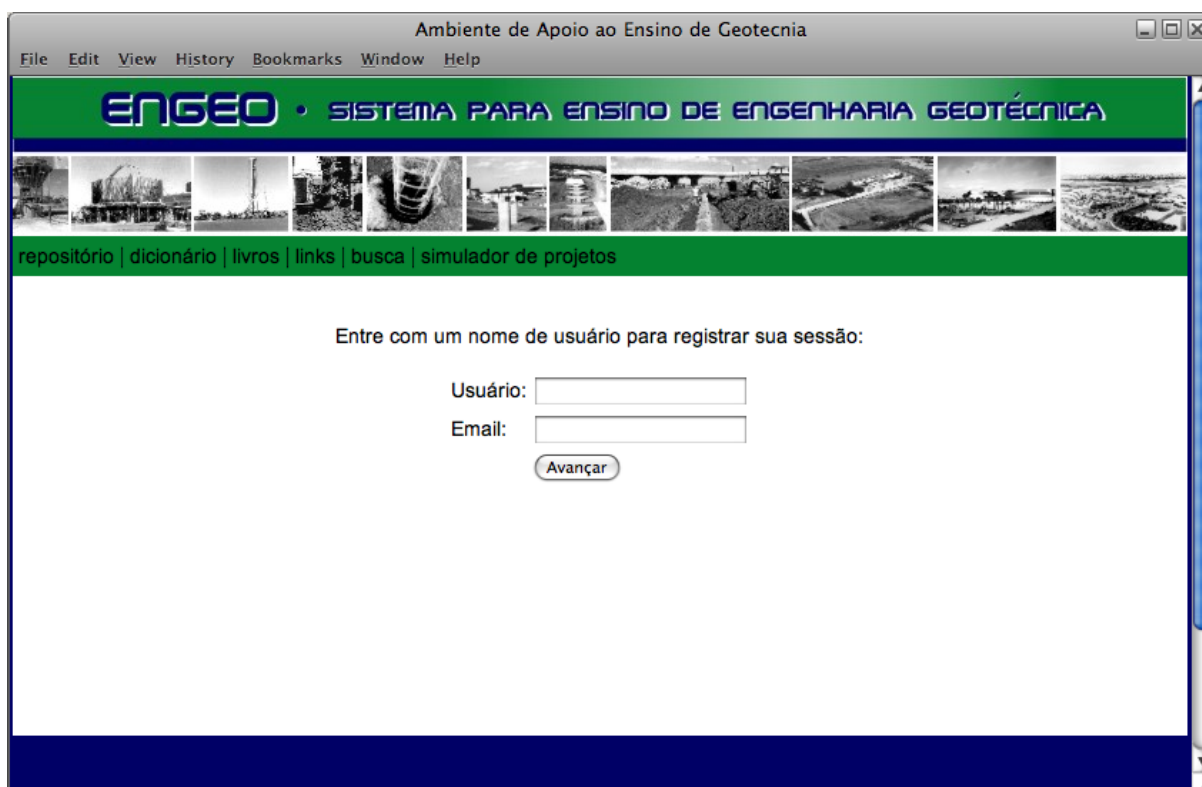 Ambiente de Apoio ao Ensino de Geotecnia
File Edit View History Bookmarks Window Help
ENGEO • SISTEMA PARA ENSINO DE ENGENHARIA GEOTÉCNICA
repositório | dicionário | livros | links | busca | simulador de projetos
Entre com um nome de usuário para registrar sua sessão:
Usuário:
Email:
Avançar